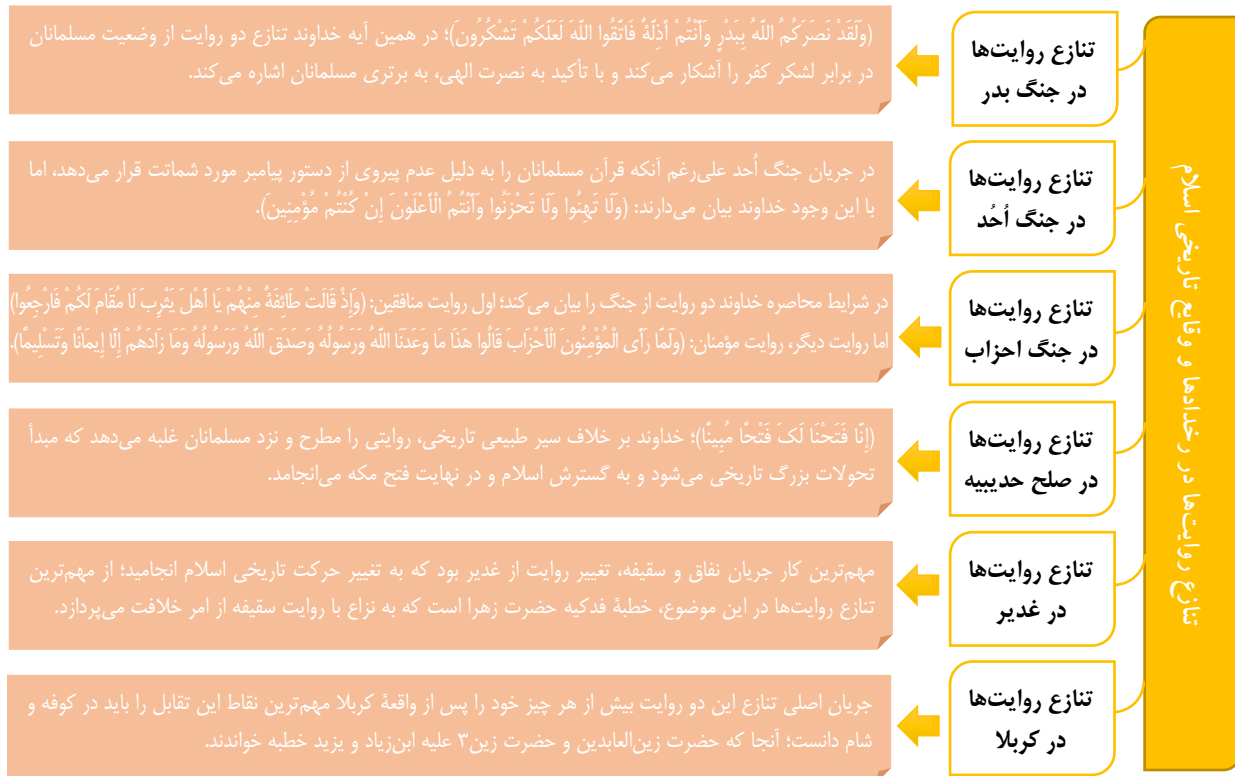 تنازع روایت‌ها در رخدادها و وقایع تاریخی اسلام
تنازع روایت‌ها
در جنگ بدر
(وَلَقَدْ نَصَرَكُمُ اللَّهُ بِبَدْرٍ وَأَنْتُمْ أَذِلَّةٌ فَاتَّقُوا اللَّهَ لَعَلَّكُمْ تَشْكُرُونَ)؛ در همین آیه خداوند تنازع دو روایت از وضعیت مسلمانان
در برابر لشکر کفر را آشکار می‌کند و با تأکید به نصرت الهی، به برتری مسلمانان اشاره می‌کند.
تنازع روایت‌ها
در جنگ اُحُد
در جریان جنگ اُحد علی‌رغم آنکه قرآن مسلمانان را به دلیل عدم پیروی از دستور پیامبر مورد شماتت قرار می‌دهد، اما
با این وجود خداوند بیان می‌دارند: (وَلَا تَهِنُوا وَلَا تَحْزَنُوا وَأَنْتُمُ الْأَعْلَوْنَ إِن كُنْتُمْ مُؤْمِنِين).
تنازع روایت‌ها
در جنگ احزاب
در شرایط محاصره خداوند دو روایت از جنگ را بیان می‌کند؛ اول روایت منافقین: (وَإِذْ قَالَتْ طَائِفَةٌ مِنْهُمْ يَا أَهْلَ يَثْرِبَ لَا مُقَامَ لَكُمْ فَارْجِعُوا)
اما روایت دیگر، روایت مؤمنان: (وَلَمَّا رَأَى الْمُؤْمِنُونَ الْأَحْزَابَ قَالُوا هَذَا مَا وَعَدَنَا اللَّهُ وَرَسُولُهُ وَصَدَقَ اللَّهُ وَرَسُولُهُ وَمَا زَادَهُمْ إِلَّا إِيمَانًا وَتَسْلِيمًا).
تنازع روایت‌ها
در صلح حدیبیه
(إِنَّا فَتَحْنَا لَكَ فَتْحًا مُبِينًا)؛ خداوند بر خلاف سیر طبیعی تاریخی، روایتی را مطرح و نزد مسلمانان غلبه می‌دهد که مبدأ
تحولات بزرگ تاریخی می‌شود و به گسترش اسلام و در نهایت فتح مکه می‌انجامد.
تنازع روایت‌ها
در غدیر
مهم‌ترین کار جریان نفاق و سقیفه، تغییر روایت از غدیر بود که به تغییر حرکت تاریخی اسلام انجامید؛ از مهم‌ترین
تنازع روایت‌ها در این موضوع، خطبهٔ فدکیه حضرت زهرا است که به نزاع با روایت سقیفه از امر خلافت می‌پردازد.
تنازع روایت‌ها
در کربلا
جریان اصلی تنازع این دو روایت بیش از هر چیز خود را پس از واقعهٔ کربلا مهم‌ترین نقاط این تقابل را باید در کوفه و
شام دانست؛ آنجا که حضرت زین‌العابدین و حضرت زین۳ علیه ابن‌زیاد و یزید خطبه خواندند.